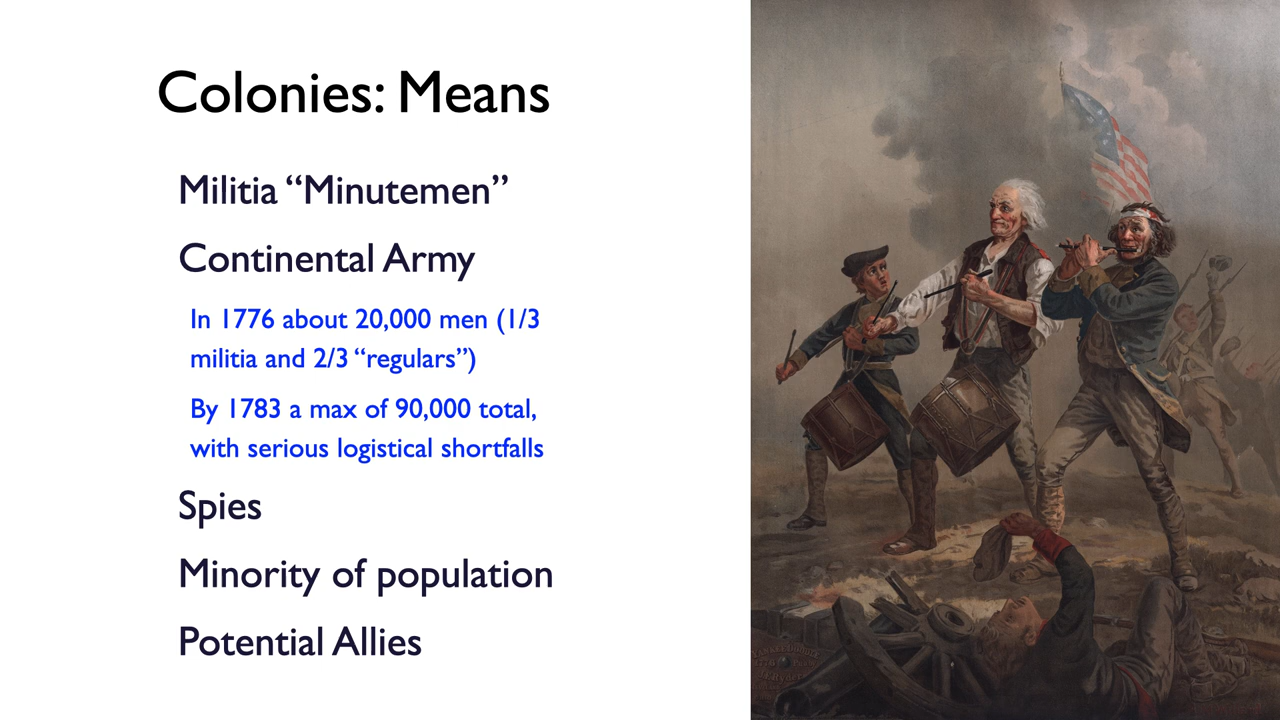 Colonies: Means
Militia “Minutemen”
Continental Army
In 1776 about 20,000 men (1/3
militia and 2/3 “regulars”)
By 1783 a max of 90,000 total,
with serious logistical shortfalls
Spies
Minority of population
Potential Allies